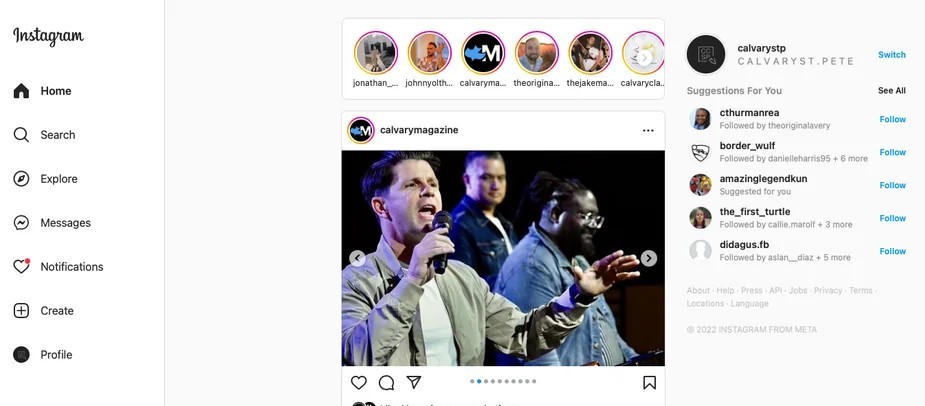 Instagram
Home
Search
Explore
Messages
Notifications
Create
Profile
jonathan_... johnnyolth... calvaryma... theorigina... thejakema... calvarycla...
M
calvarymagazine
M
calvarystp
CALVARYST.PETE
Switch
Suggestions For You
See All
cthurmanrea
Followed by theoriginalavery
Follow
border_wulf
Followed by danielleharris95 + 6 more
Follow
amazinglegendkun
Suggested for you
Follow
the_first_turtle
Followed by callie.marolf + 3 more
Follow
didagus.fb
Followed by aslan__diaz + 5 more
Follow
About · Help · Press · API · Jobs · Privacy · Terms ·
Locations · Language
© 2022 INSTAGRAM FROM META